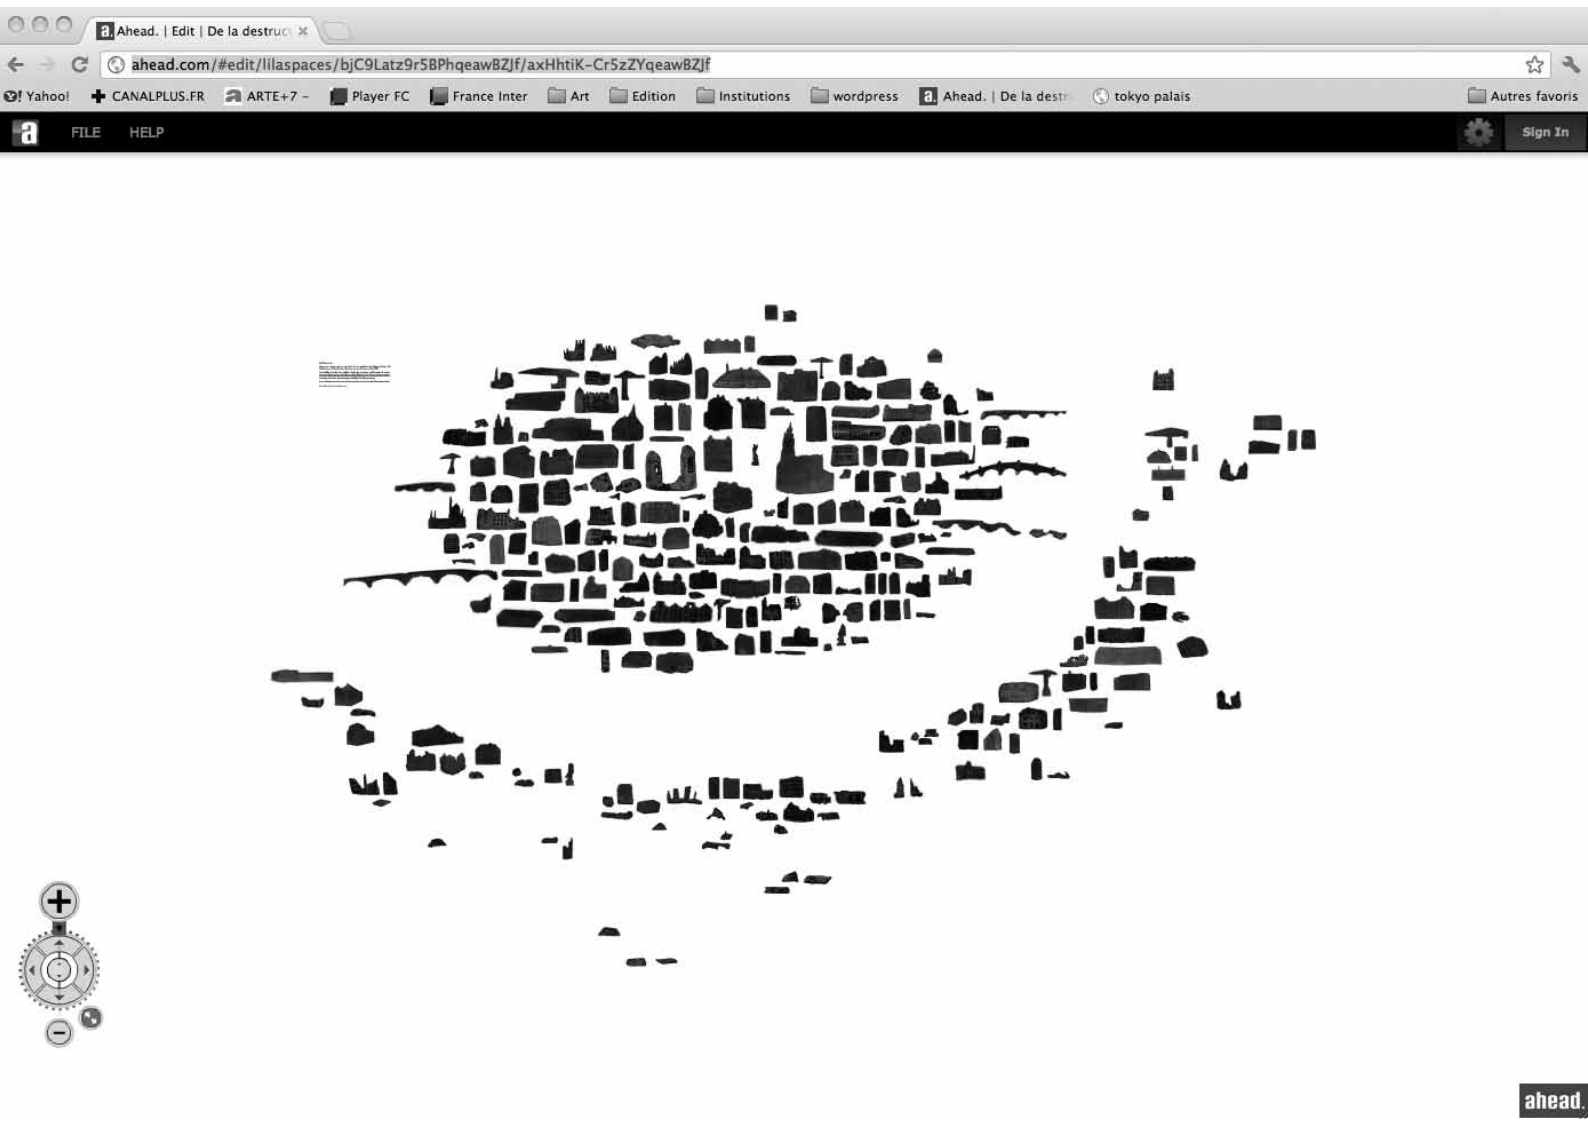 a. Ahead. | Edit | De la destruc
ahead.com/#edit/lilaspaces/bjC9Latz9r5BPhqeawBZJf/axHhtiK-Cr5zZYqeawBZJf
Y! Yahoo! CANALPLUS.FR ARTE+7 – Player FC France Inter Art Edition Institutions wordpress a. Ahead. | De la destr tokyo palais Autres favoris
a FILE HELP Sign In
ahead.